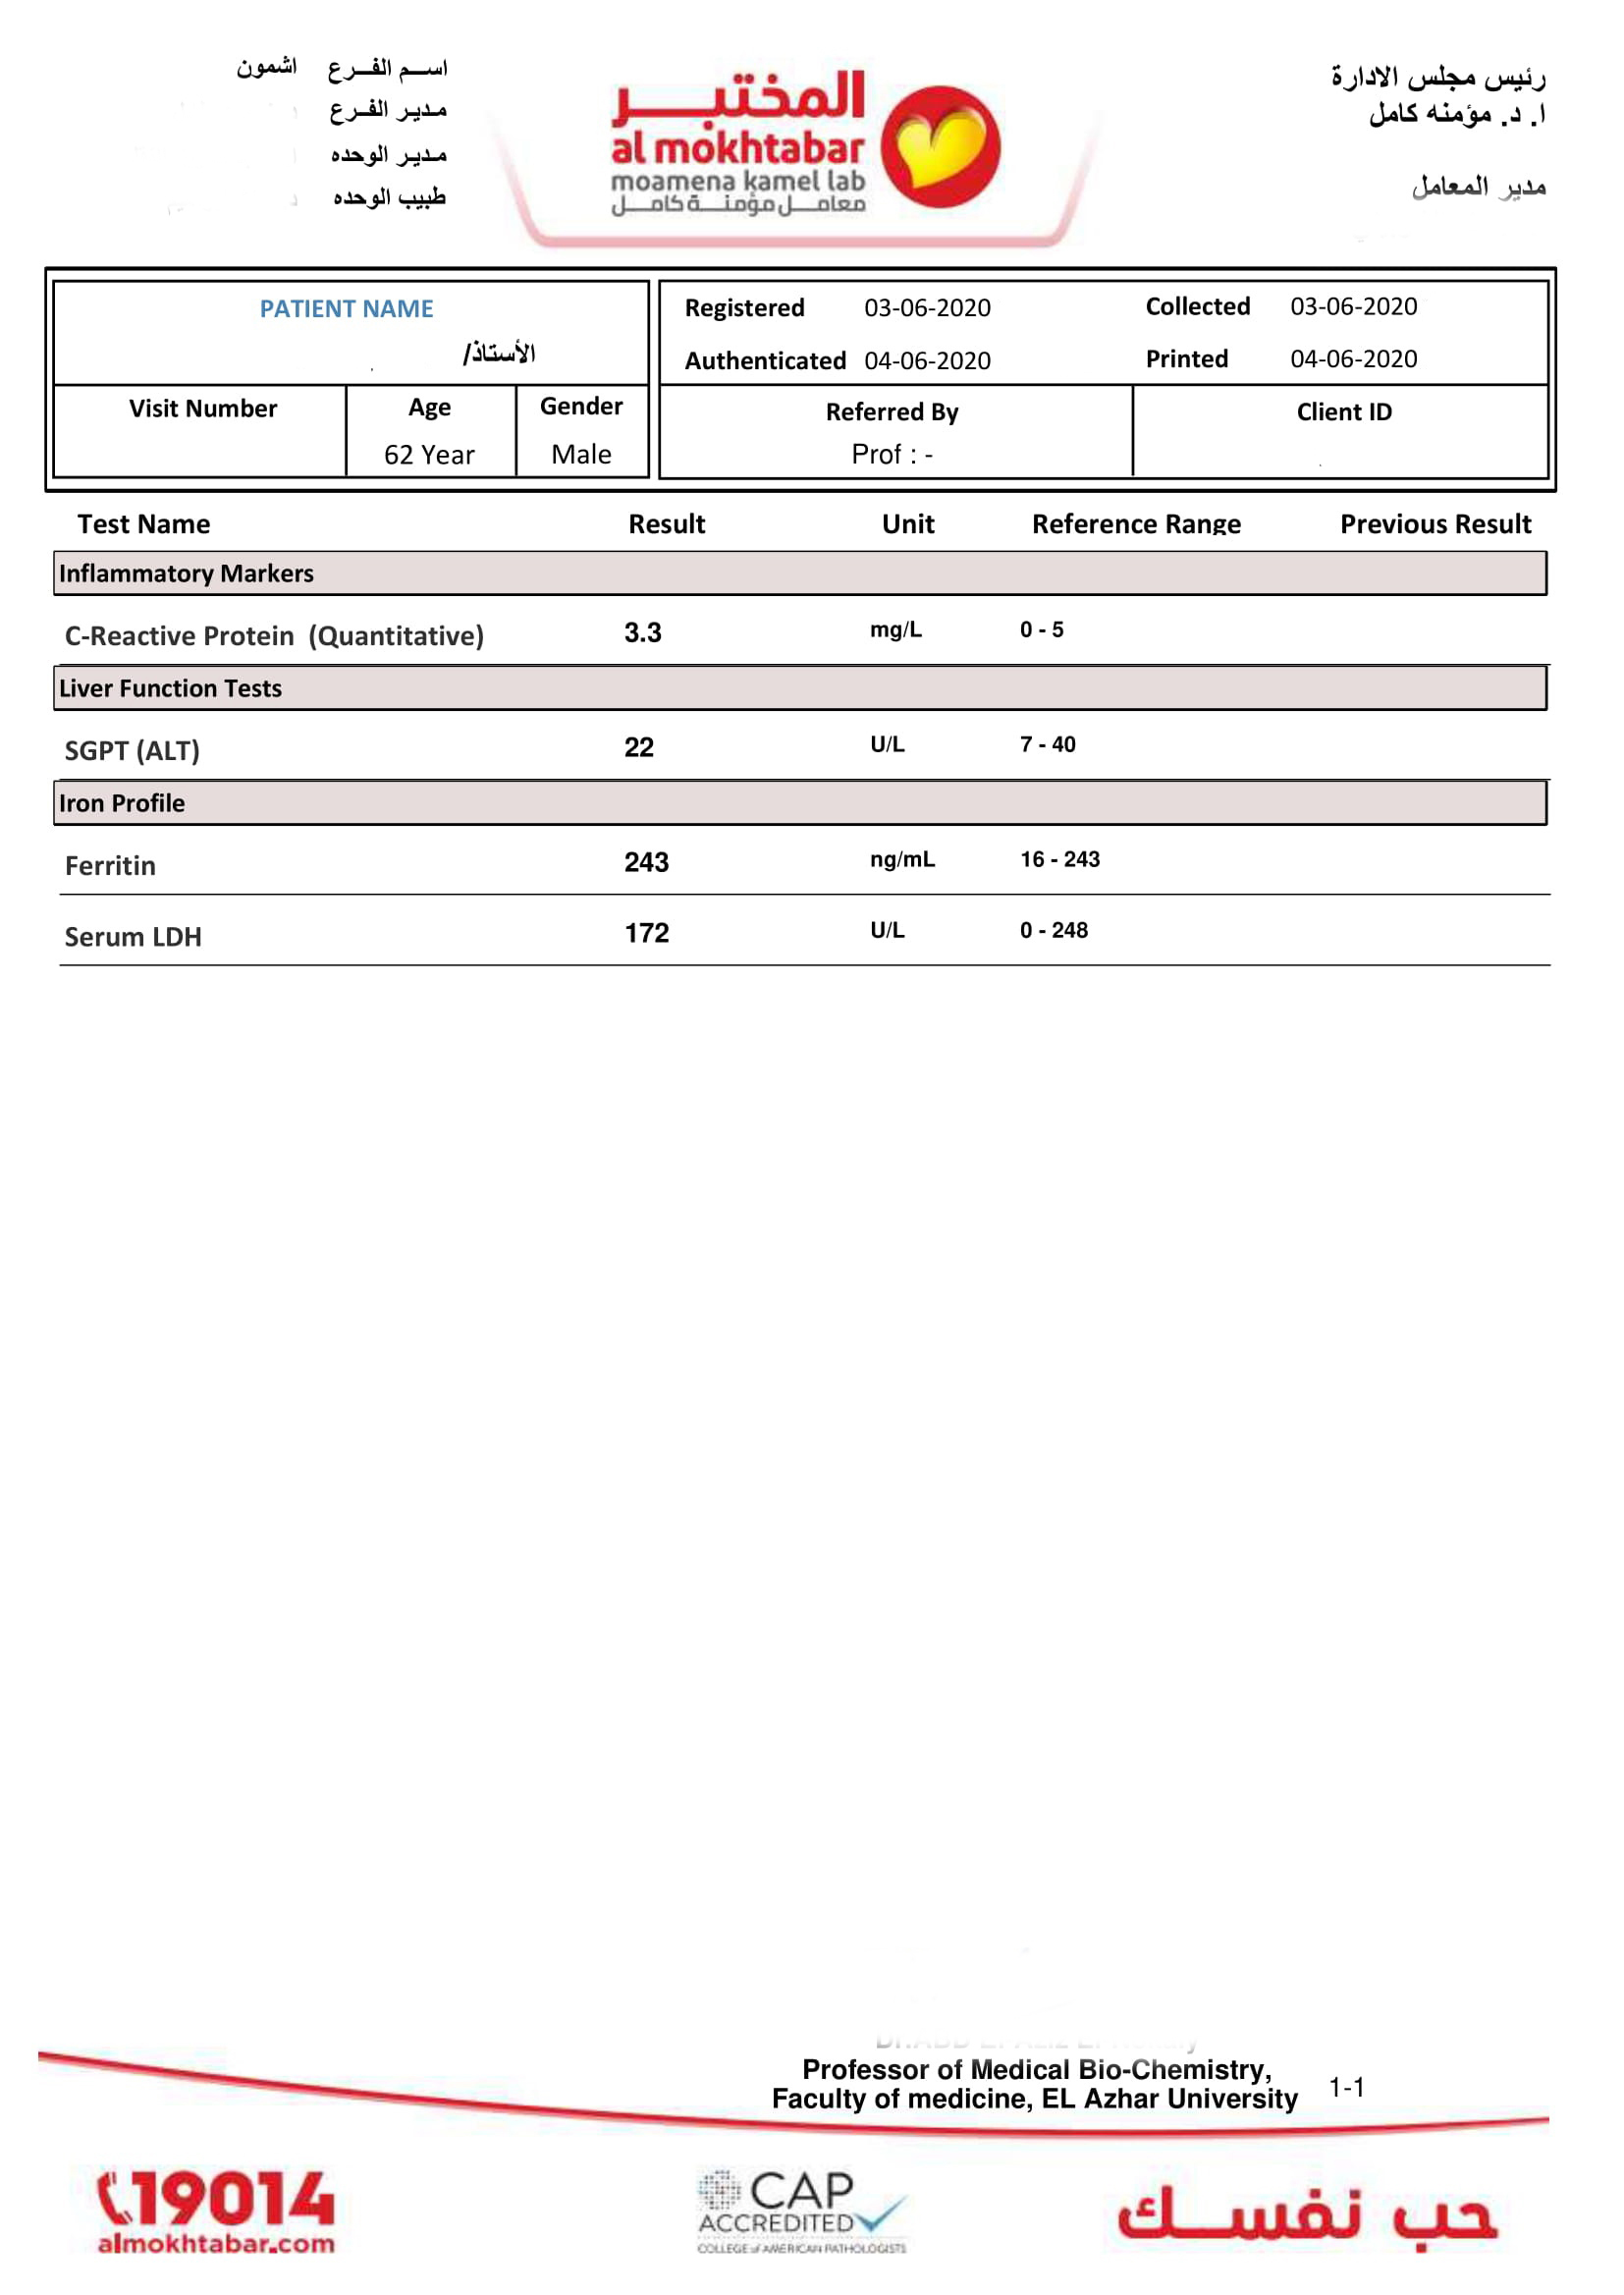 اسـم الفـرع اشمون
مدير الفـرع
مدير الوحده
طبيب الوحده
المختبر
al mokhtabar
moamena kamel lab
معامل مؤمنة كامل
رئيس مجلس الادارة
ا. د. مؤمنه كامل
مدير المعامل
PATIENT NAME
الأستاذ/
Visit Number Age Gender
62 Year Male
Registered 03-06-2020 Collected 03-06-2020
Authenticated 04-06-2020 Printed 04-06-2020
Referred By Client ID
Prof : -
Test Name Result Unit Reference Range Previous Result
Inflammatory Markers
C-Reactive Protein (Quantitative) 3.3 mg/L 0 - 5
Liver Function Tests
SGPT (ALT) 22 U/L 7 - 40
Iron Profile
Ferritin 243 ng/mL 16 - 243
Serum LDH 172 U/L 0 - 248
Professor of Medical Bio-Chemistry,
Faculty of medicine, EL Azhar University 1-1
19014
almokhtabar.com
CAP
ACCREDITED
COLLEGE of AMERICAN PATHOLOGISTS
حب نفسك